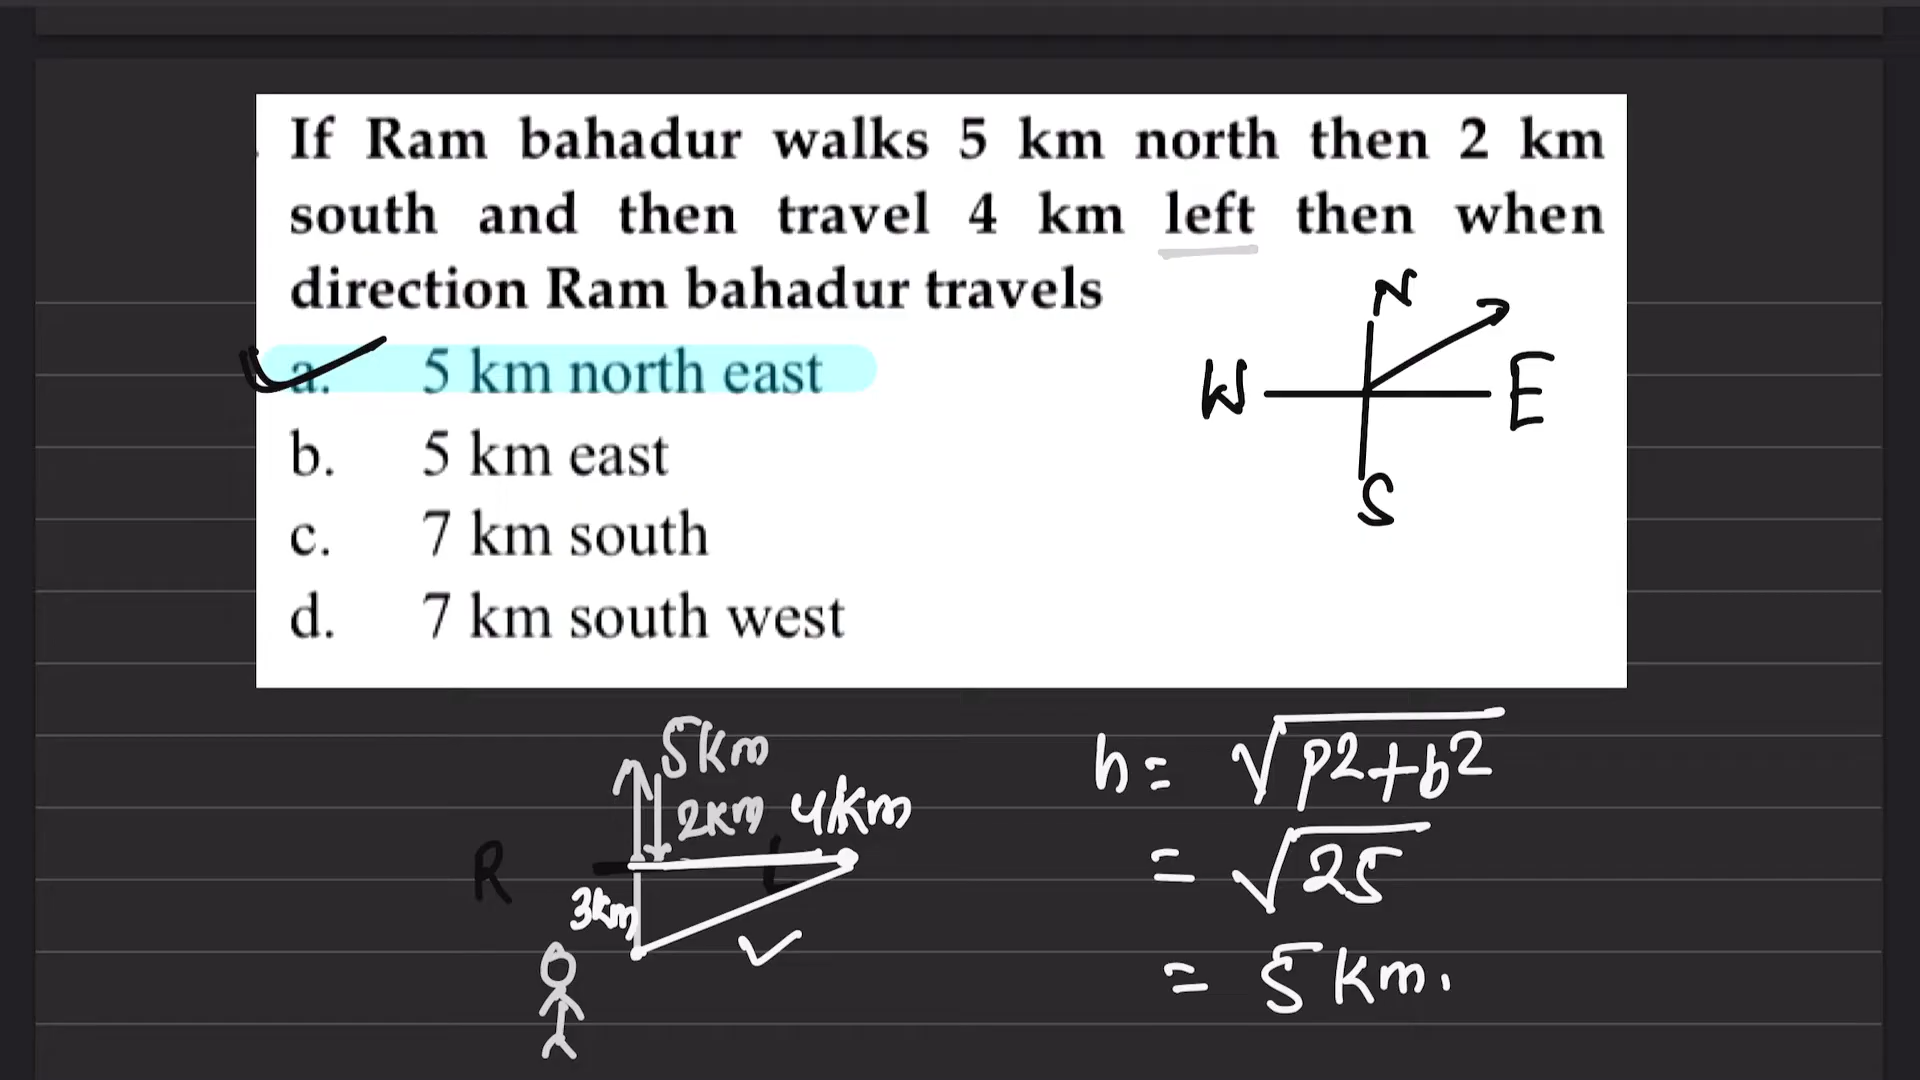 If Ram bahadur walks 5 km north then 2 km
south and then travel 4 km left then when
direction Ram bahadur travels
a. 5 km north east
b. 5 km east
c. 7 km south
d. 7 km south west
N
W E
S
5km
2km 4km
R L
3km
h = √p2+b2
= √25
= 5 km.